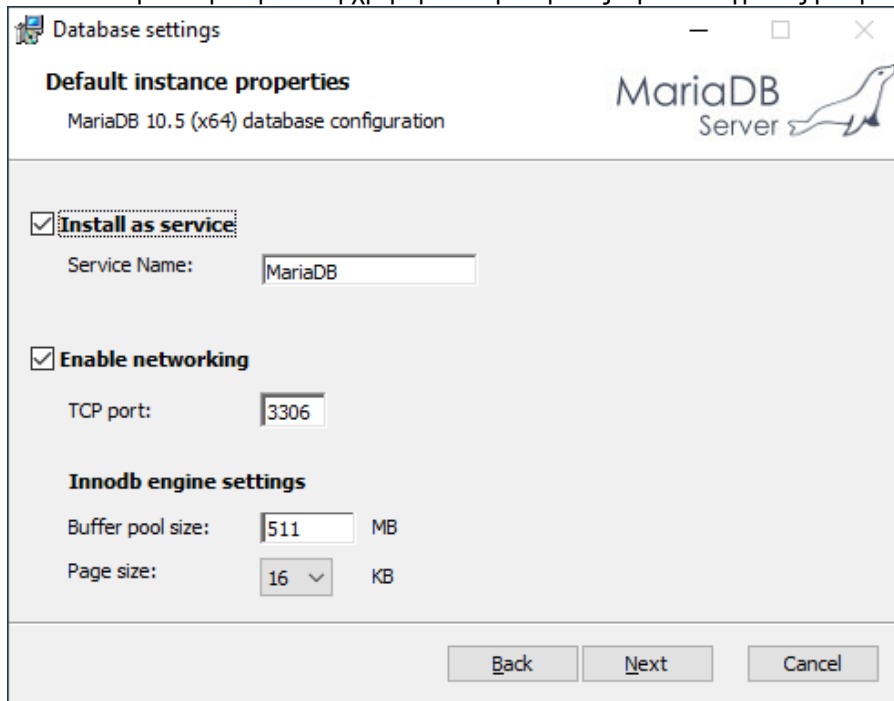 Database settings
Default instance properties
MariaDB 10.5 (x64) database configuration
MariaDB
Server
Install as service
Service Name: MariaDB
Enable networking
TCP port: 3306
Innodb engine settings
Buffer pool size: 511 MB
Page size: 16 KB
Back Next Cancel